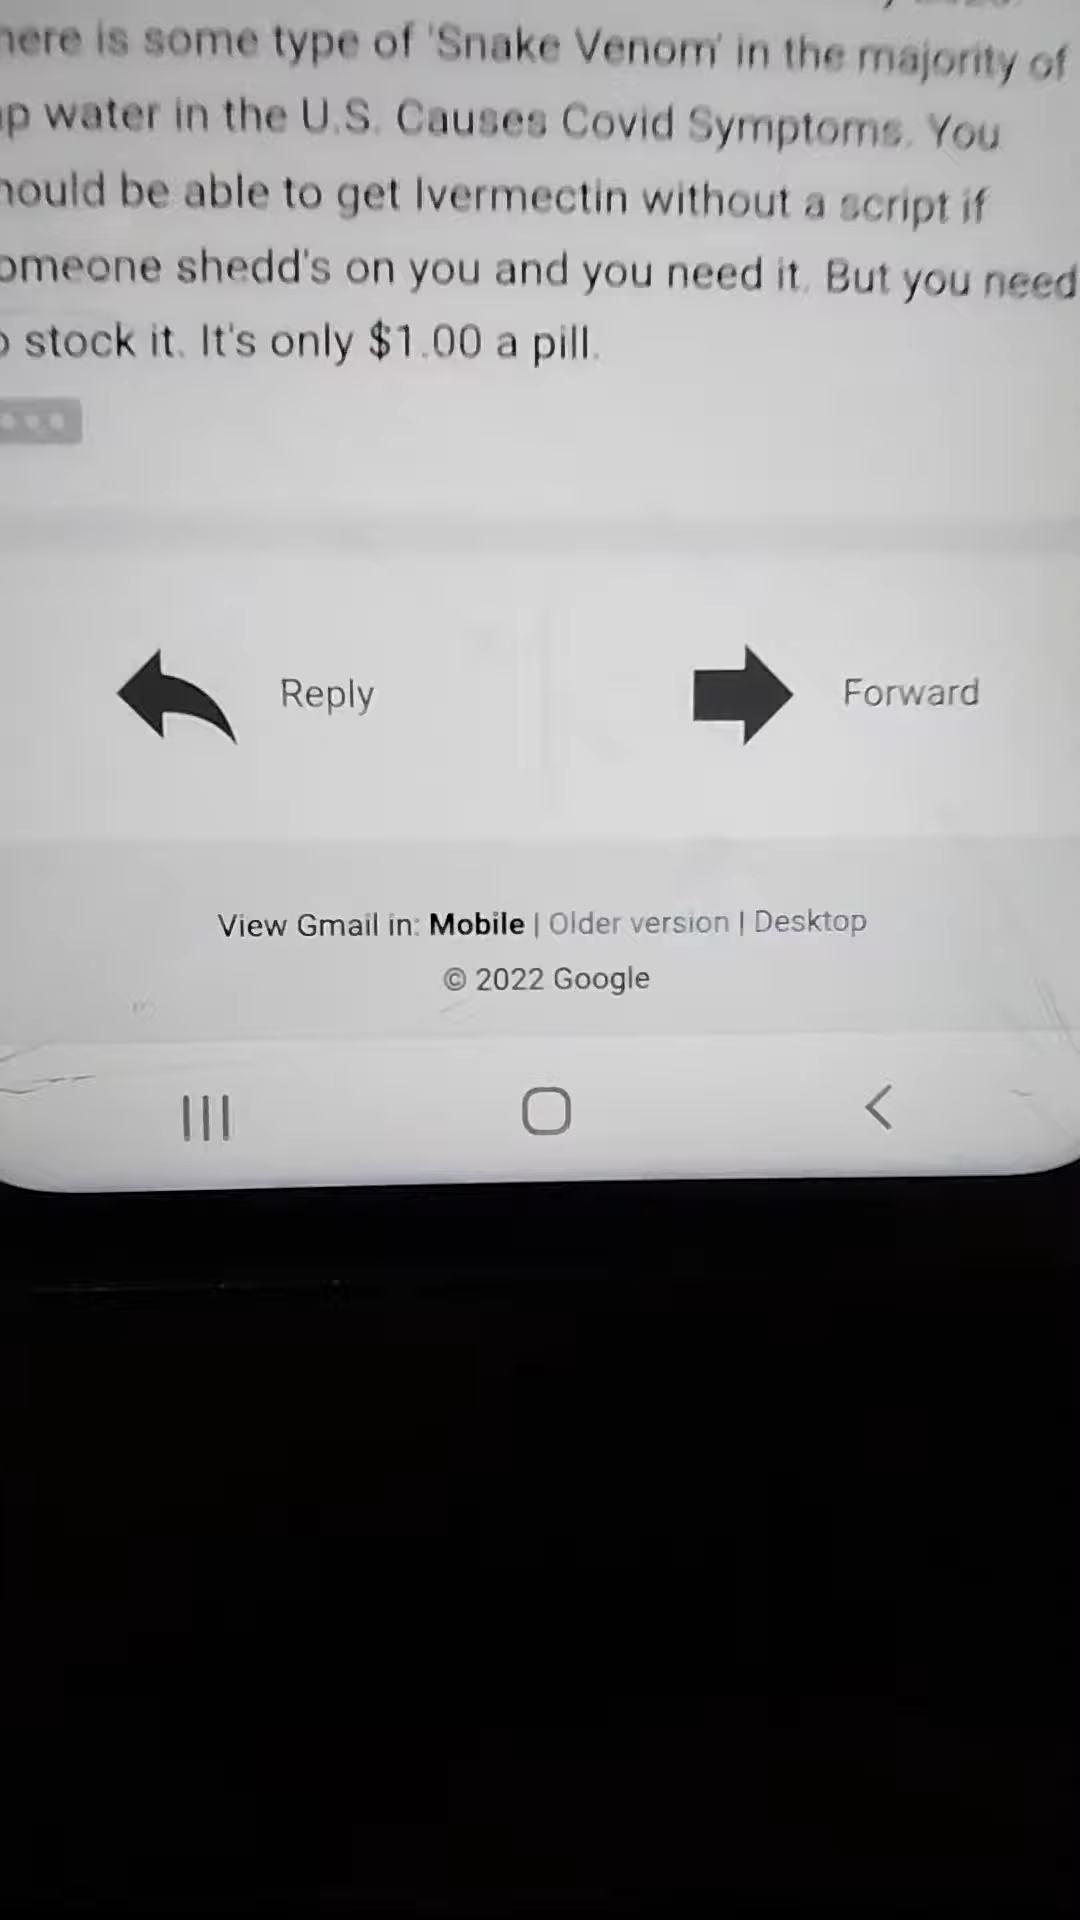 here is some type of 'Snake Venom' in the majority of
p water in the U.S. Causes Covid Symptoms. You
hould be able to get Ivermectin without a script if
omeone shedd's on you and you need it. But you need
o stock it. It's only $1.00 a pill.
Reply
Forward
View Gmail in: Mobile | Older version | Desktop
© 2022 Google